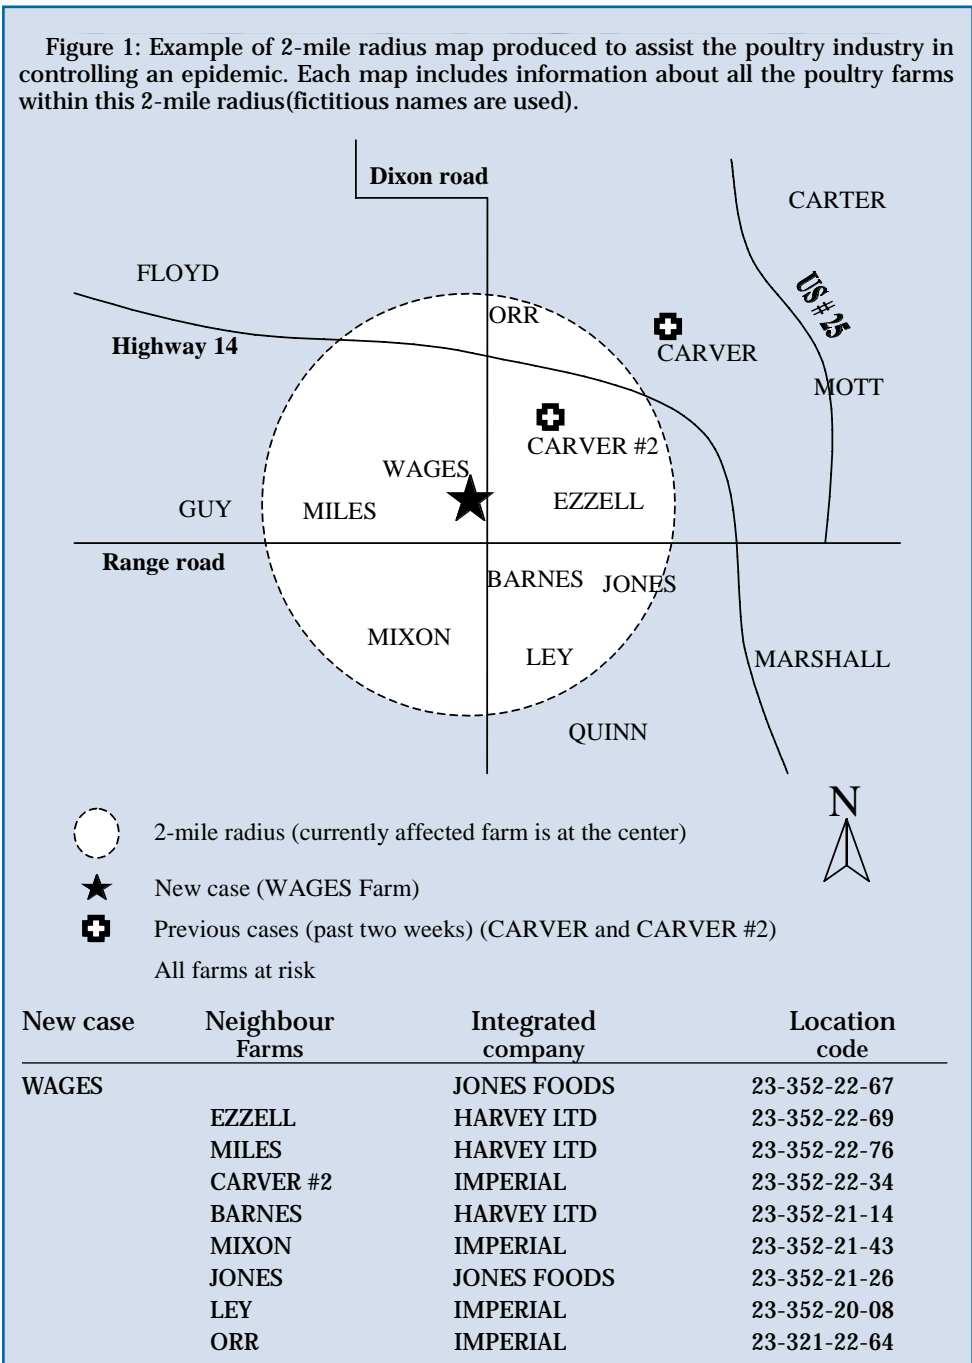 Figure 1: Example of 2-mile radius map produced to assist the poultry industry in
controlling an epidemic. Each map includes information about all the poultry farms
within this 2-mile radius(fictitious names are used).
Dixon road
CARTER
FLOYD
US # 25
ORR
Highway 14
CARVER
MOTT
CARVER #2
WAGES
EZZELL
GUY
MILES
Range road
BARNES
JONES
MIXON
LEY
MARSHALL
QUINN
N
2-mile radius (currently affected farm is at the center)
New case (WAGES Farm)
Previous cases (past two weeks) (CARVER and CARVER #2)
All farms at risk
New case Neighbour Integrated Location
Farms company code
WAGES JONES FOODS 23-352-22-67
EZZELL HARVEY LTD 23-352-22-69
MILES HARVEY LTD 23-352-22-76
CARVER #2 IMPERIAL 23-352-22-34
BARNES HARVEY LTD 23-352-21-14
MIXON IMPERIAL 23-352-21-43
JONES JONES FOODS 23-352-21-26
LEY IMPERIAL 23-352-20-08
ORR IMPERIAL 23-321-22-64